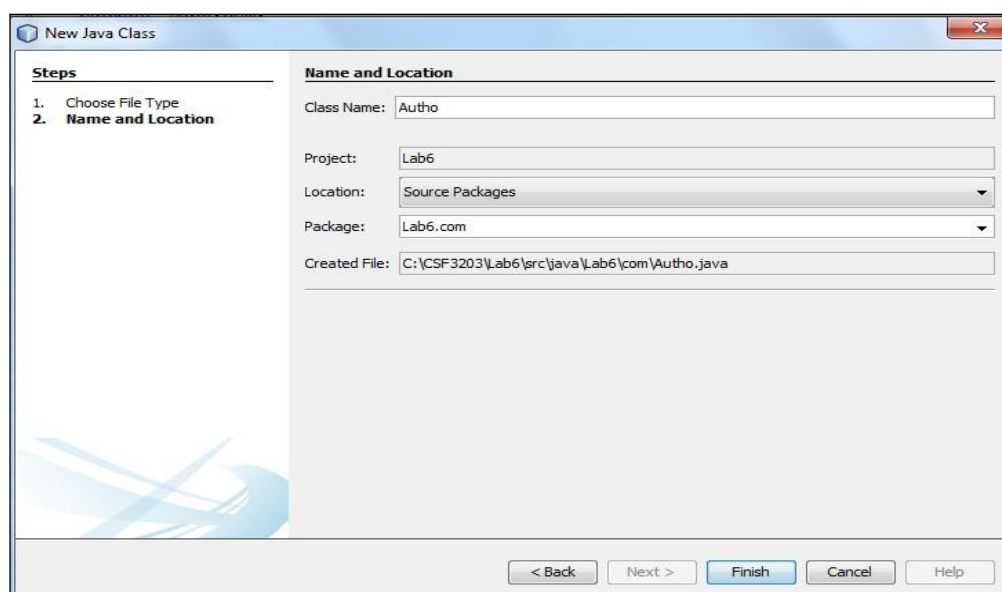 New Java Class
Steps
1. Choose File Type
2. Name and Location
Name and Location
Class Name: Autho
Project: Lab6
Location: Source Packages
Package: Lab6.com
Created File: C:\CSF3203\Lab6\src\java\Lab6\com\Autho.java
< Back Next > Finish Cancel Help